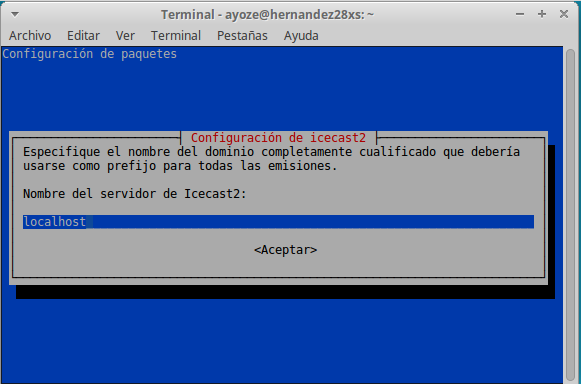 Terminal - ayoze@hernandez28xs: ~
Archivo Editar Ver Terminal Pestañas Ayuda
Configuración de paquetes
Configuración de icecast2
Especifique el nombre del dominio completamente cualificado que debería
usarse como prefijo para todas las emisiones.
Nombre del servidor de Icecast2:
localhost
<Aceptar>